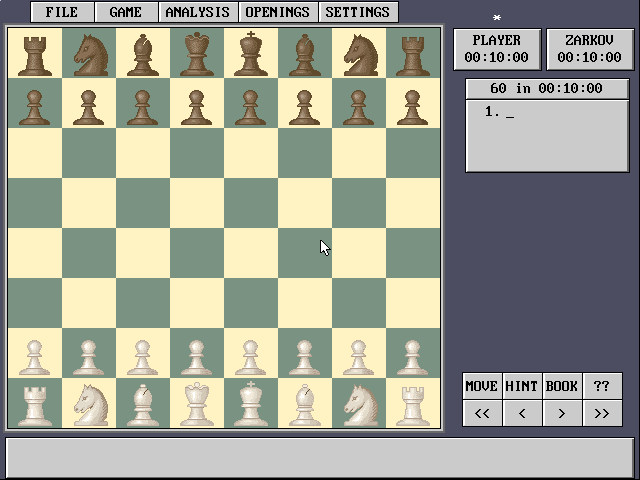 FILE GAME ANALYSIS OPENINGS SETTINGS
*
PLAYER
00:10:00
ZARKOV
00:10:00
60 in 00:10:00
1. _
MOVE HINT BOOK ??
<< < > >>